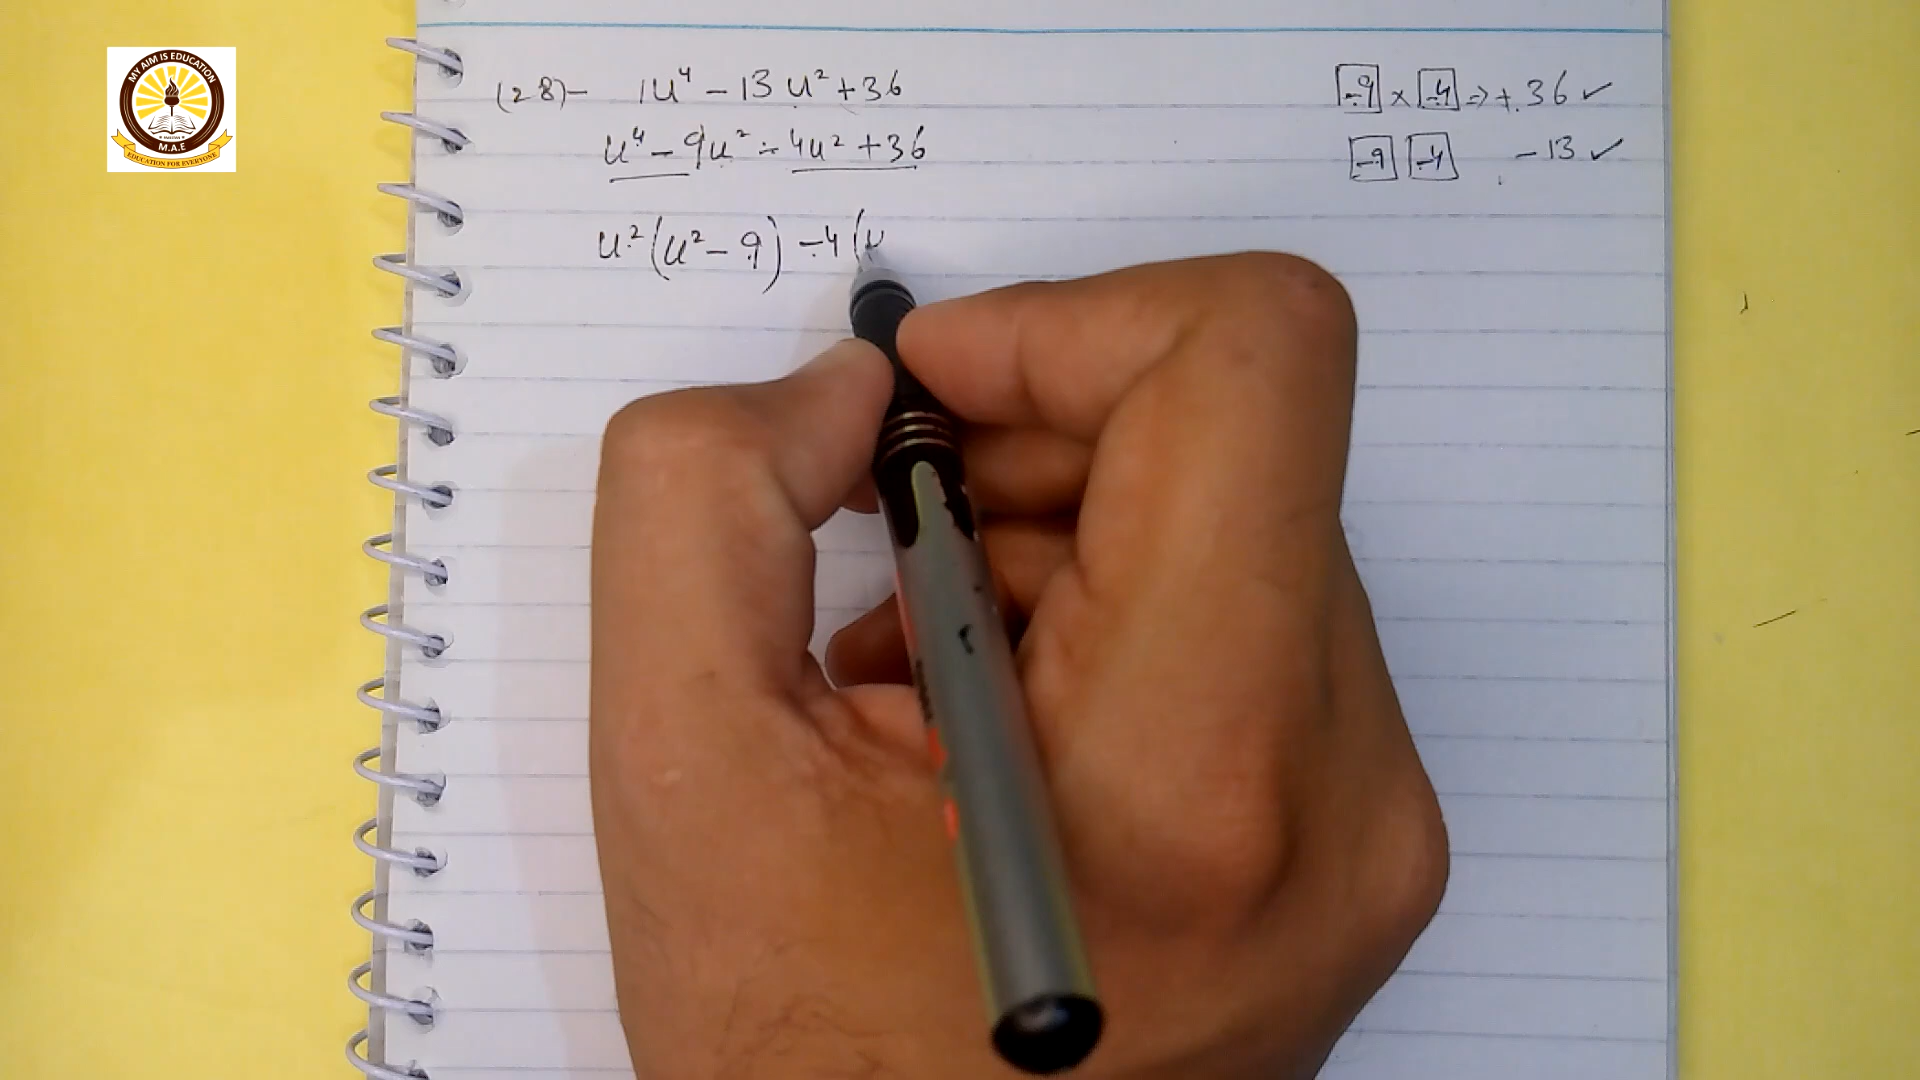 MY AIM IS EDUCATION
M.A.E
EDUCATION FOR EVERYONE
(28)- 1u⁴ - 13u² + 36
u⁴ - 9u² - 4u² + 36
u²(u² - 9) - 4(u
-9 × -4 ⇒ +36 ✓
-9 -4 -13 ✓